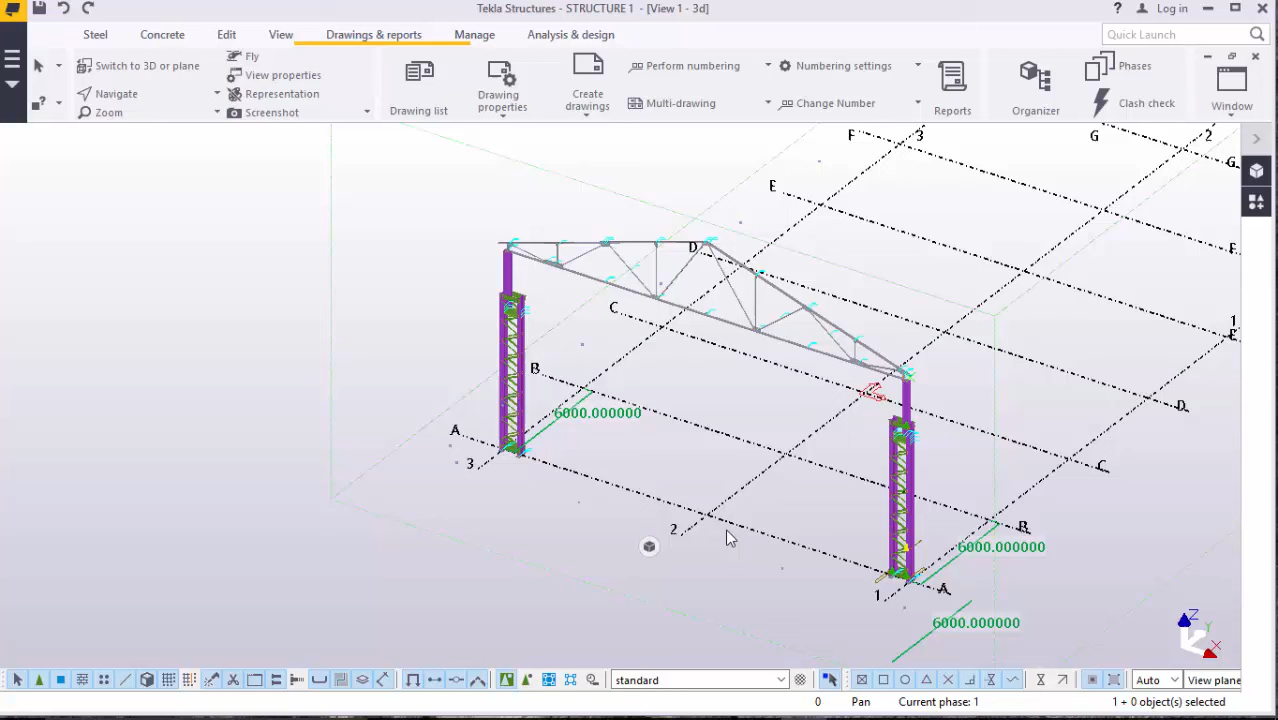 Tekla Structures - STRUCTURE 1 - [View 1 - 3d]
? Log in
Steel Concrete Edit View Drawings & reports Manage Analysis & design
Quick Launch
Fly
Switch to 3D or plane
View properties
Navigate
Representation
Zoom
Screenshot
Drawing list
Drawing properties
Create drawings
Perform numbering
Multi-drawing
Numbering settings
Change Number
Reports
Organizer
Phases
Clash check
Window
F 3 G 2
G
E
F
D
C
1
E
B
6000.000000
D
A
3
C
2
B
6000.000000
1
A
6000.000000
Z
Y
X
standard
Auto
View plane
0 Pan Current phase: 1 1 + 0 object(s) selected